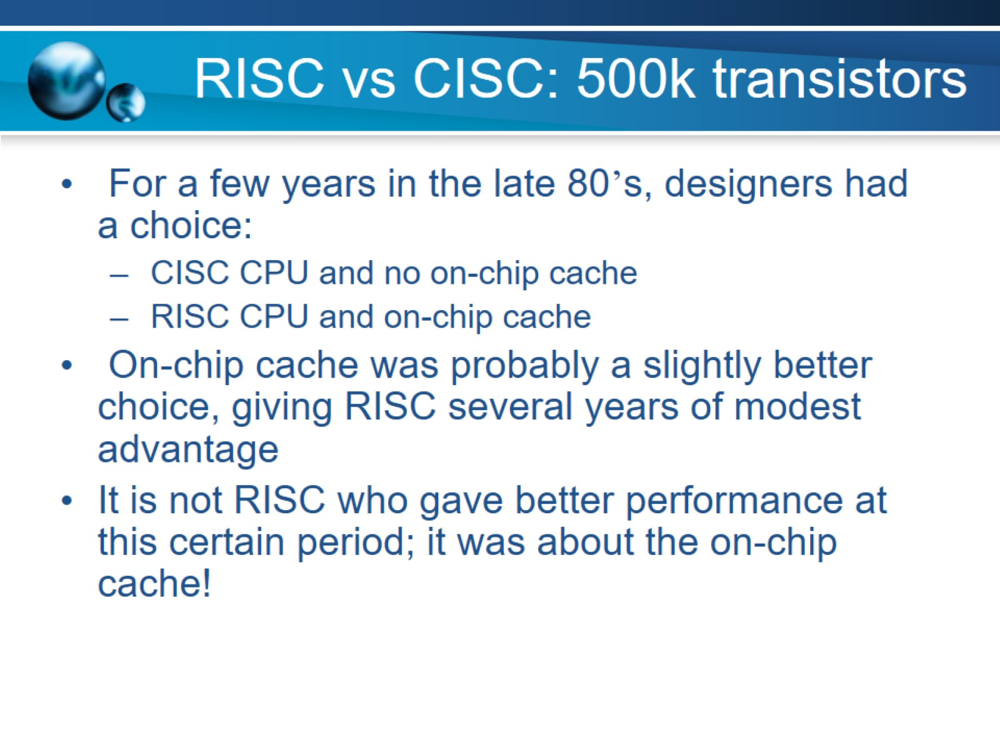 RISC vs CISC: 500k transistors
• For a few years in the late 80’s, designers had
a choice:
– CISC CPU and no on-chip cache
– RISC CPU and on-chip cache
• On-chip cache was probably a slightly better
choice, giving RISC several years of modest
advantage
• It is not RISC who gave better performance at
this certain period; it was about the on-chip
cache!